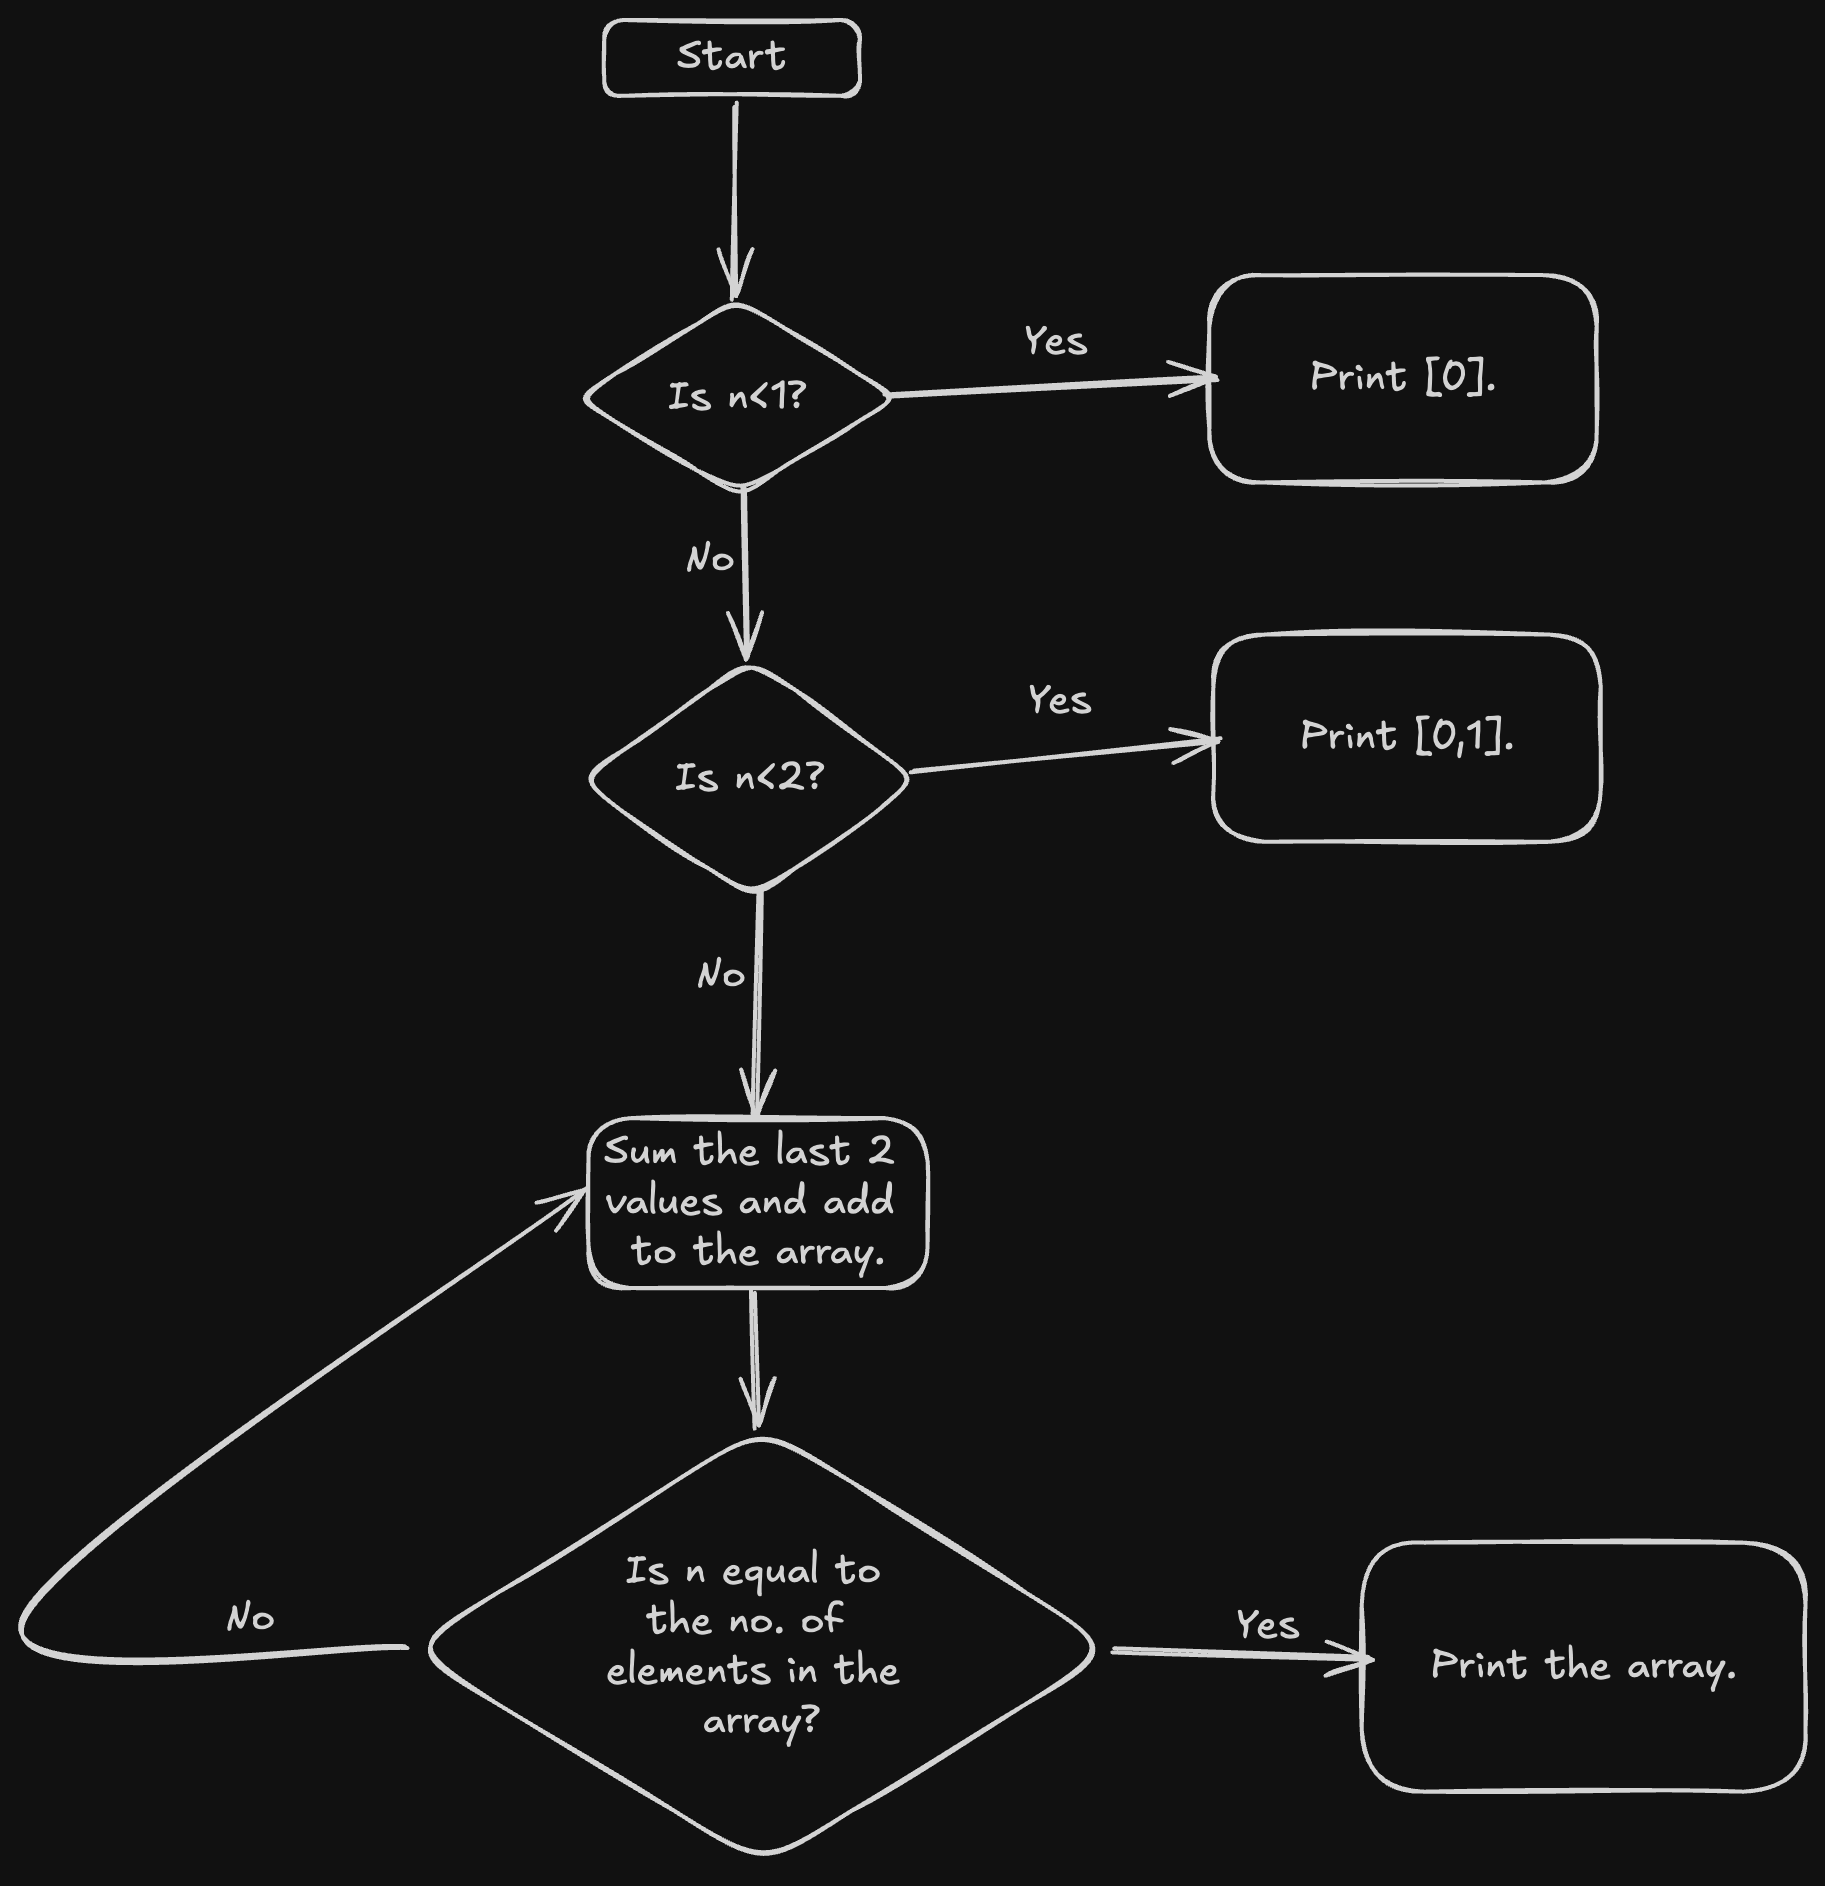 Start
Is n<1?
Yes
Print [0].
No
Is n<2?
Yes
Print [0,1].
No
Sum the last 2
values and add
to the array.
Is n equal to
the no. of
elements in the
array?
No
Yes
Print the array.